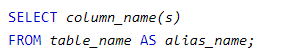 SELECT column_name(s)
FROM table_name AS alias_name;